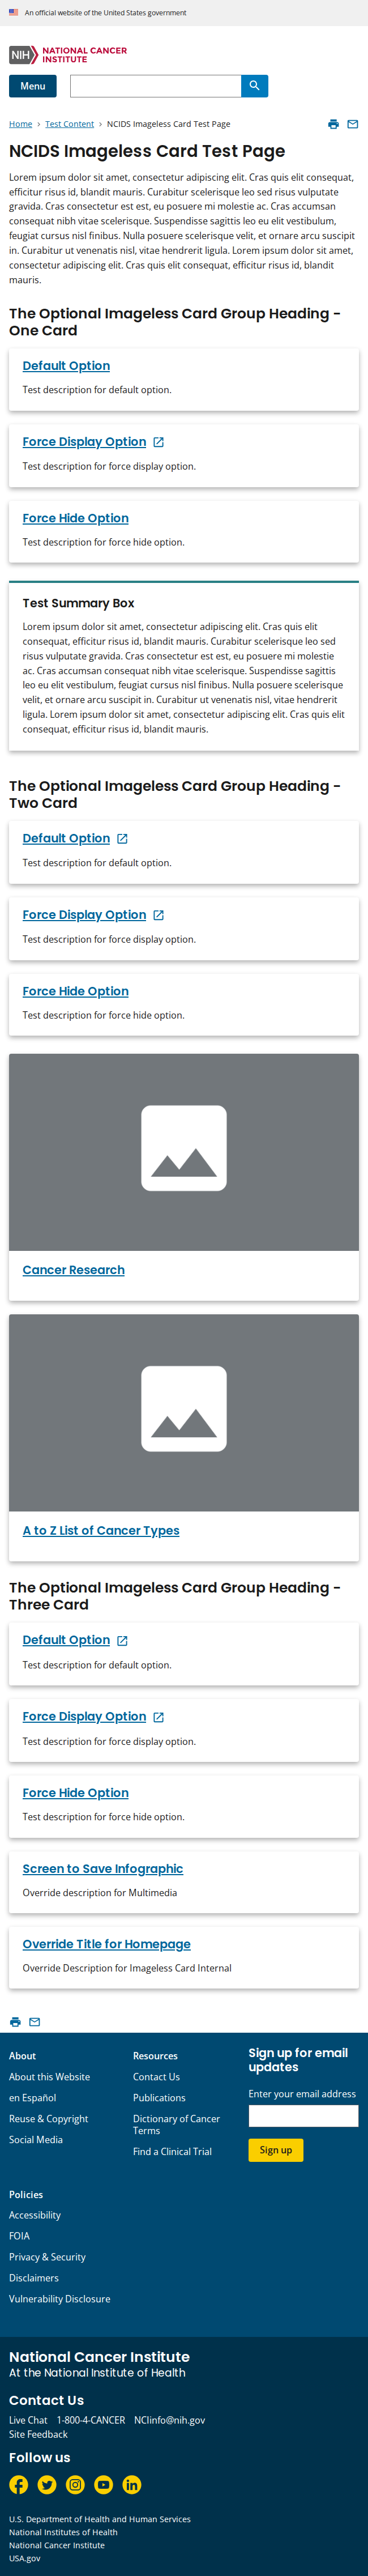 An official website of the United States government
NIH NATIONAL CANCER
INSTITUTE
Menu
Home > Test Content > NCIDS Imageless Card Test Page
NCIDS Imageless Card Test Page
Lorem ipsum dolor sit amet, consectetur adipiscing elit. Cras quis elit consequat,
efficitur risus id, blandit mauris. Curabitur scelerisque leo sed risus vulputate
gravida. Cras consectetur est est, eu posuere mi molestie ac. Cras accumsan
consequat nibh vitae scelerisque. Suspendisse sagittis leo eu elit vestibulum,
feugiat cursus nisl finibus. Nulla posuere scelerisque velit, et ornare arcu suscipit
in. Curabitur ut venenatis nisl, vitae hendrerit ligula. Lorem ipsum dolor sit amet,
consectetur adipiscing elit. Cras quis elit consequat, efficitur risus id, blandit
mauris.
The Optional Imageless Card Group Heading -
One Card
Default Option
Test description for default option.
Force Display Option
Test description for force display option.
Force Hide Option
Test description for force hide option.
Test Summary Box
Lorem ipsum dolor sit amet, consectetur adipiscing elit. Cras quis elit
consequat, efficitur risus id, blandit mauris. Curabitur scelerisque leo sed
risus vulputate gravida. Cras consectetur est est, eu posuere mi molestie
ac. Cras accumsan consequat nibh vitae scelerisque. Suspendisse sagittis
leo eu elit vestibulum, feugiat cursus nisl finibus. Nulla posuere scelerisque
velit, et ornare arcu suscipit in. Curabitur ut venenatis nisl, vitae hendrerit
ligula. Lorem ipsum dolor sit amet, consectetur adipiscing elit. Cras quis elit
consequat, efficitur risus id, blandit mauris.
The Optional Imageless Card Group Heading -
Two Card
Default Option
Test description for default option.
Force Display Option
Test description for force display option.
Force Hide Option
Test description for force hide option.
Cancer Research
A to Z List of Cancer Types
The Optional Imageless Card Group Heading -
Three Card
Default Option
Test description for default option.
Force Display Option
Test description for force display option.
Force Hide Option
Test description for force hide option.
Screen to Save Infographic
Override description for Multimedia
Override Title for Homepage
Override Description for Imageless Card Internal
About
About this Website
en Español
Reuse & Copyright
Social Media
Resources
Contact Us
Publications
Dictionary of Cancer
Terms
Find a Clinical Trial
Sign up for email
updates
Enter your email address
Sign up
Policies
Accessibility
FOIA
Privacy & Security
Disclaimers
Vulnerability Disclosure
National Cancer Institute
At the National Institute of Health
Contact Us
Live Chat 1-800-4-CANCER NCIinfo@nih.gov
Site Feedback
Follow us
U.S. Department of Health and Human Services
National Institutes of Health
National Cancer Institute
USA.gov